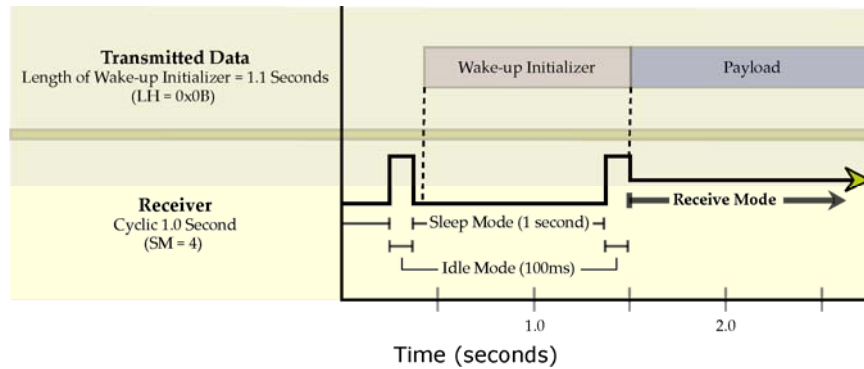 Transmitted Data
Length of Wake-up Initializer = 1.1 Seconds
(LH = 0x0B)
Wake-up Initializer
Payload
Receiver
Cyclic 1.0 Second
(SM = 4)
Receive Mode
Sleep Mode (1 second)
Idle Mode (100ms)
1.0
2.0
Time (seconds)